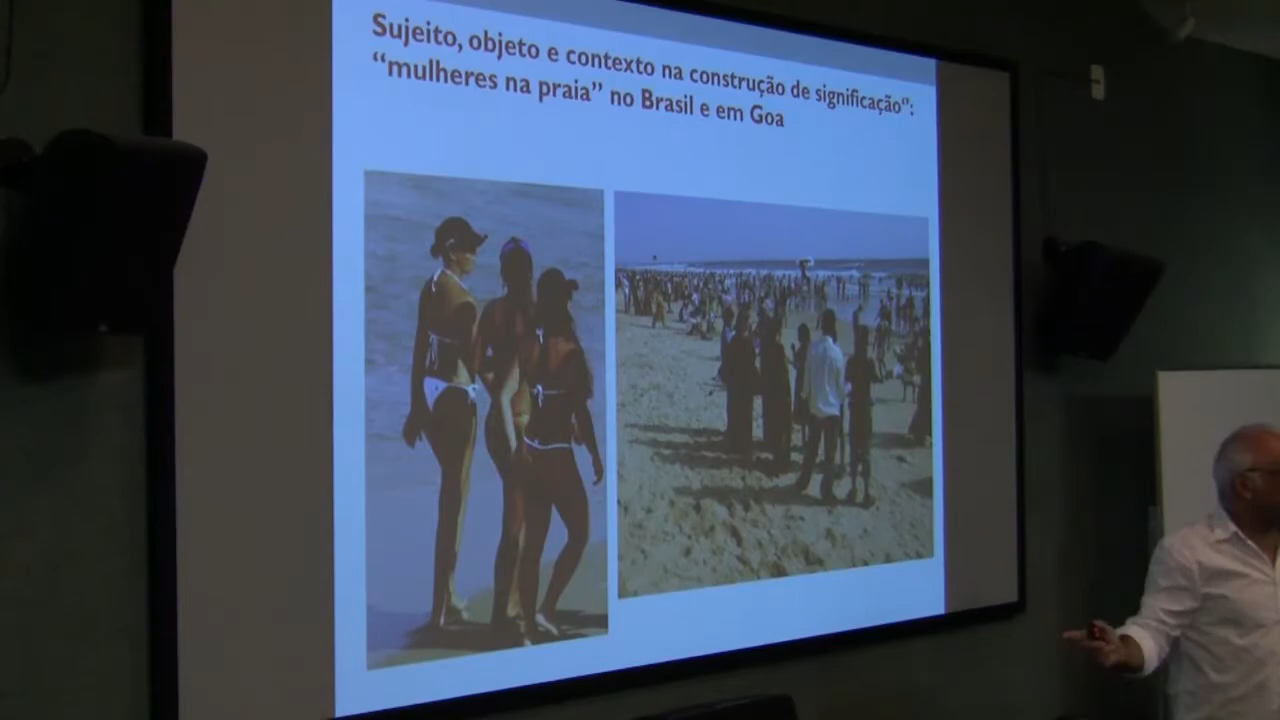 Sujeito, objeto e contexto na construção de significação":
“mulheres na praia” no Brasil e em Goa